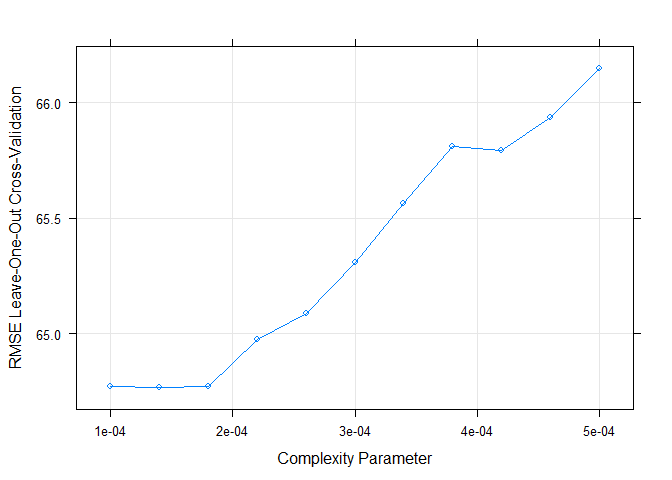 RMSE Leave-One-Out Cross-Validation
66.0
65.5
65.0
1e-04 2e-04 3e-04 4e-04 5e-04
Complexity Parameter